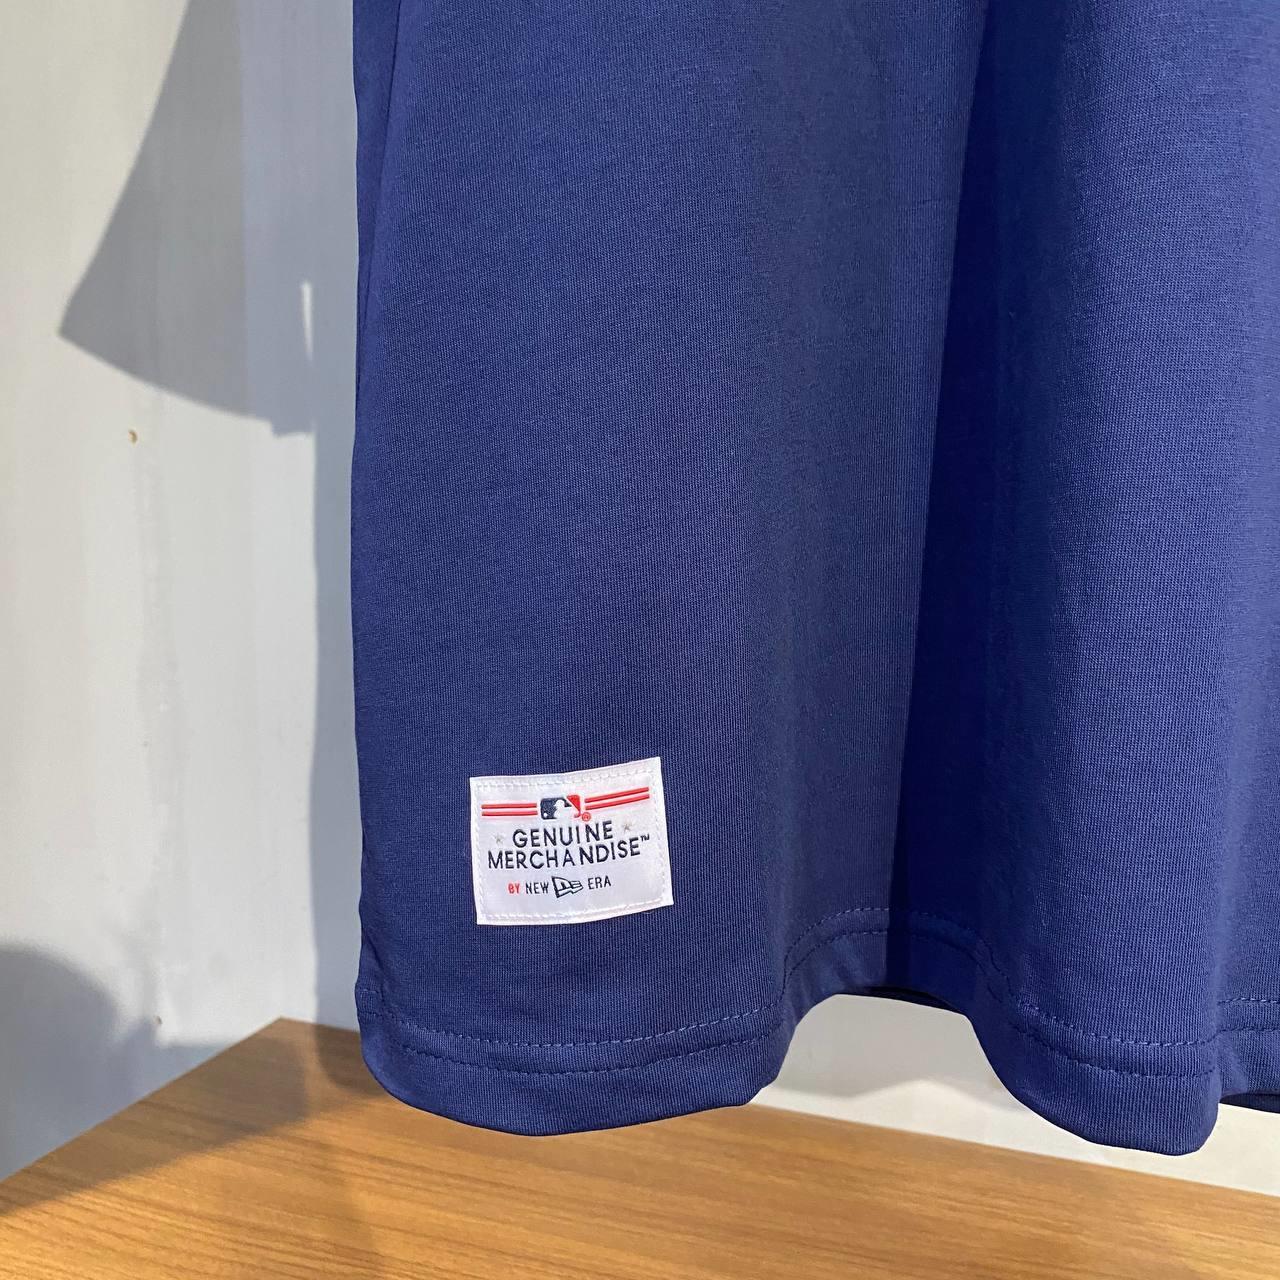 GENUINE
MERCHANDISE™
BY NEW ERA